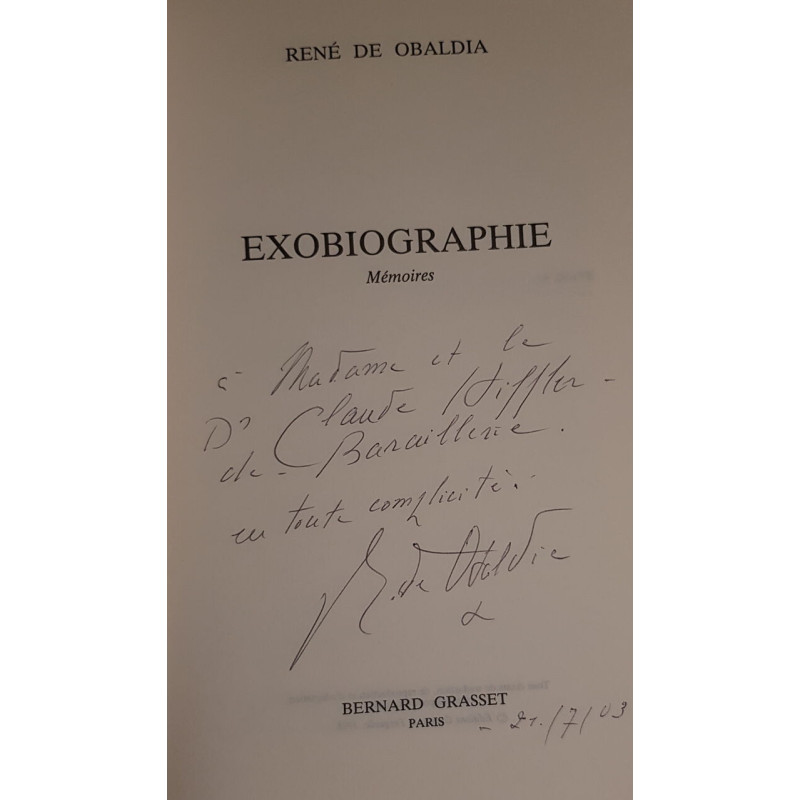 RENÉ DE OBALDIA
EXOBIOGRAPHIE
Mémoires
à Madame et le
Dr Claude Hiffler-
de-Baraillerie.
en toute complicité.
R. de Obaldia
BERNARD GRASSET
PARIS
- 21/7/03